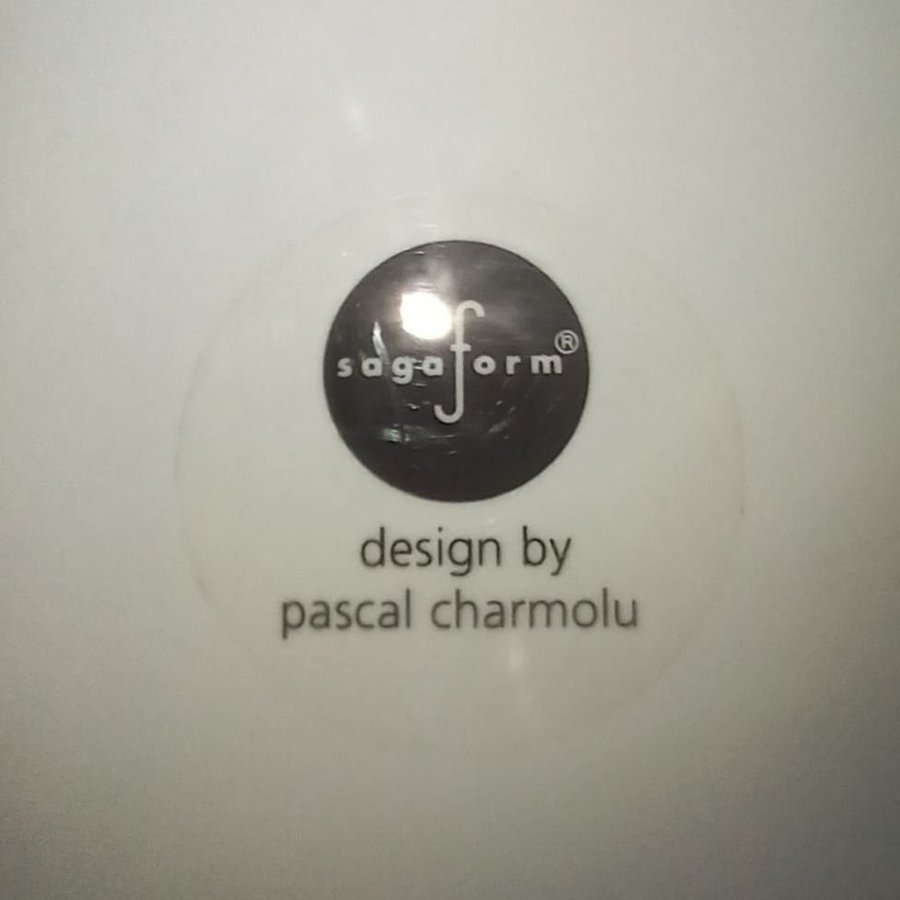 sagaform®
design by
pascal charmolu